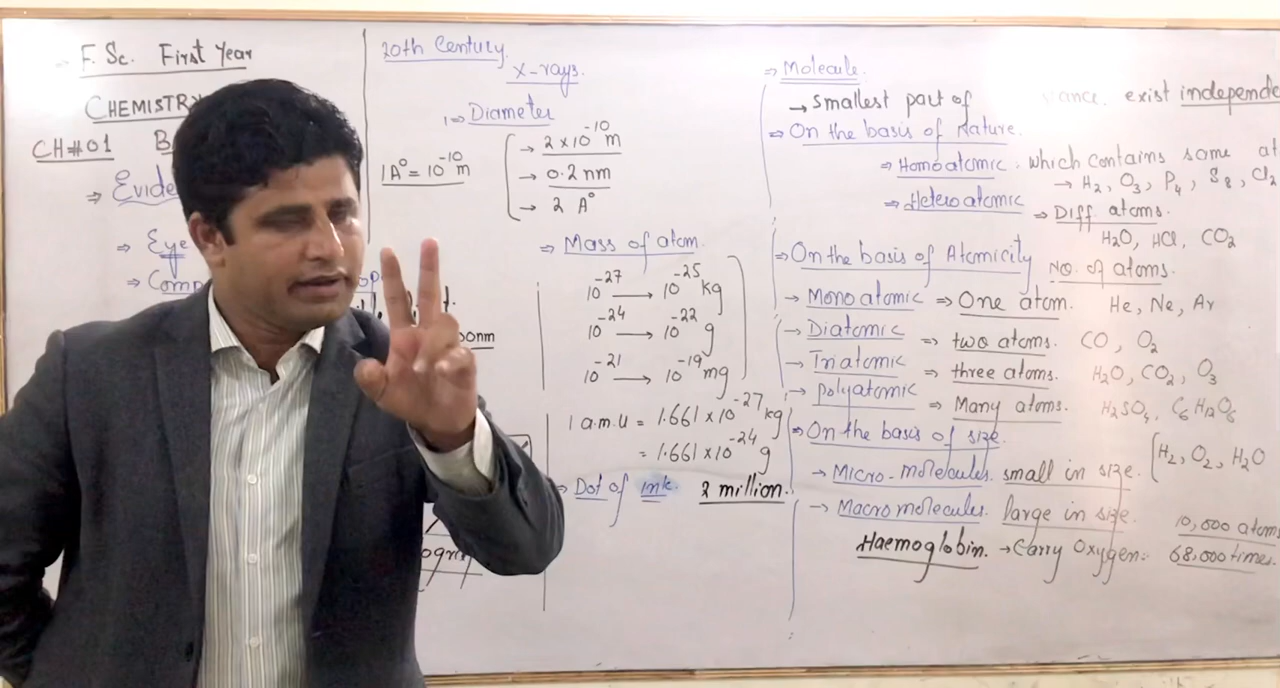 F. Sc. First Year
CHEMISTRY
CH#01 B
⇒ Evide
⇒ Eye
⇒ Comp
onm
20th Century.
X-rays.
⇒ Diameter
1A° = 10⁻¹⁰m
→ 2 x 10⁻¹⁰ m
→ 0.2 nm
→ 2 A°
⇒ Mass of atom.
10⁻²⁷ → 10⁻²⁵ kg
10⁻²⁴ → 10⁻²² g
10⁻²¹ → 10⁻¹⁹ mg
1 a.m.u = 1.661 x 10⁻²⁷ kg
= 1.661 x 10⁻²⁴ g
⇒ Dot of ink. 2 million.
⇒ Molecule.
→ Smallest part of tance. exist independe
⇒ On the basis of Nature.
⇒ Homoatomic : which contains same at
→ H₂, O₃, P₄, S₈, Cl₂
⇒ Heteroatomic ⇒ Diff. atoms.
H₂O, HCl, CO₂
⇒ On the basis of Atomicity No. of atoms.
→ Monoatomic ⇒ One atom. He, Ne, Ar
→ Diatomic ⇒ two atoms. CO, O₂
→ Triatomic ⇒ three atoms. H₂O, CO₂, O₃
→ Polyatomic ⇒ Many atoms. H₂SO₄, C₆H₁₂O₆
⇒ On the basis of size.
→ Micro-molecules. small in size. H₂, O₂, H₂O
→ Macromolecules. large in size. 10,000 atoms
Haemoglobin. → Carry Oxygen. 68,000 times.